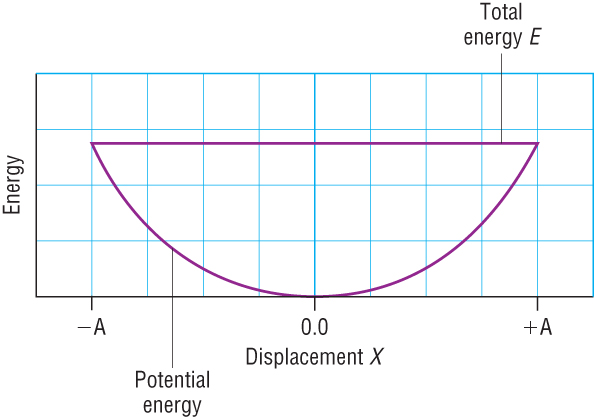 Total
energy E
Energy
−A
0.0
+A
Displacement X
Potential
energy